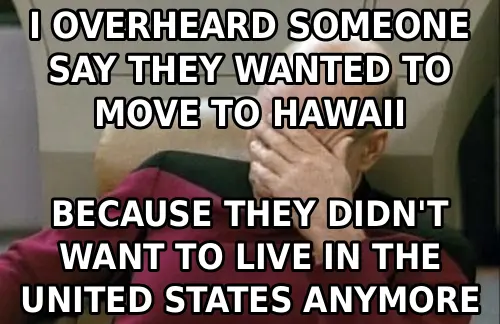 I OVERHEARD SOMEONE
SAY THEY WANTED TO
MOVE TO HAWAII
BECAUSE THEY DIDN'T
WANT TO LIVE IN THE
UNITED STATES ANYMORE